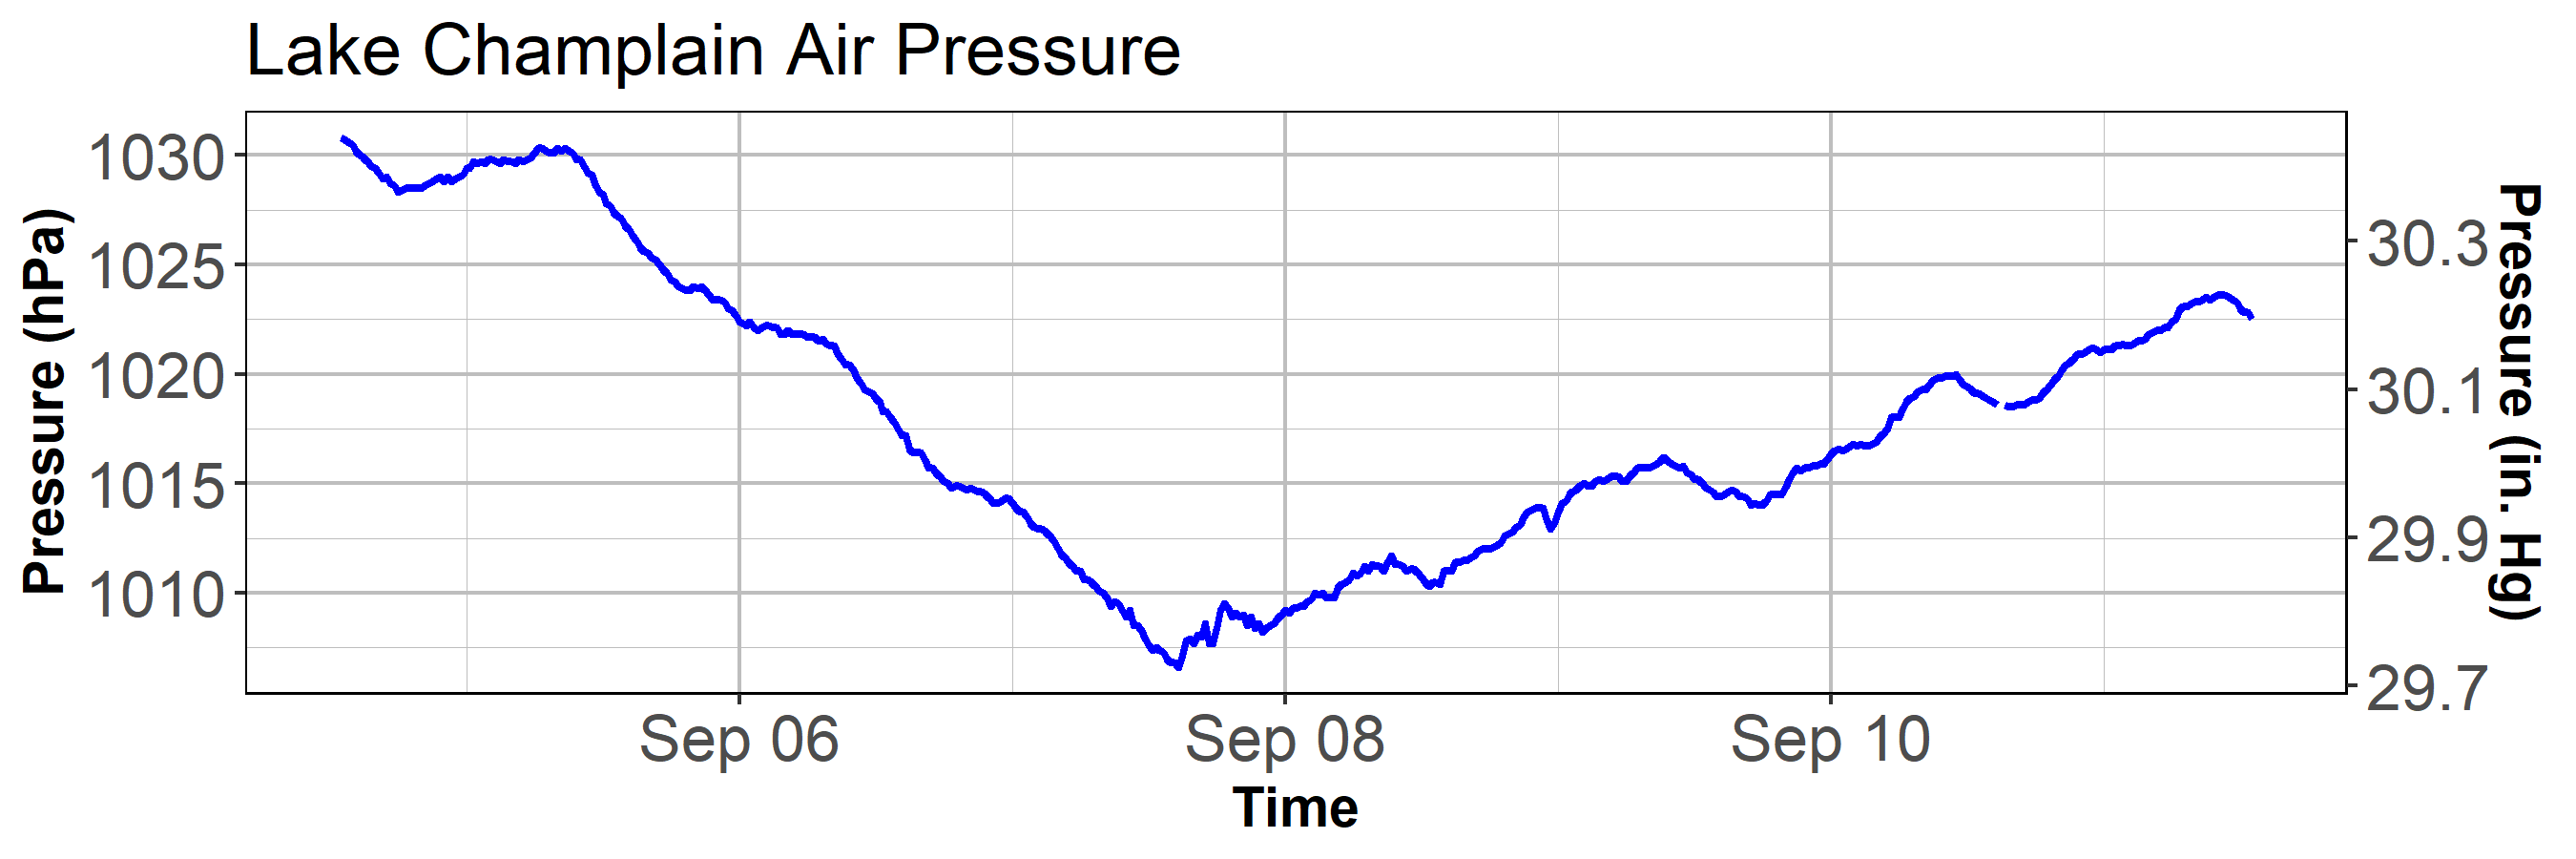 Lake Champlain Air Pressure
Pressure (hPa)
1030
1025
1020
1015
1010
30.3
30.1
29.9
29.7
Pressure (in. Hg)
Sep 06
Sep 08
Sep 10
Time